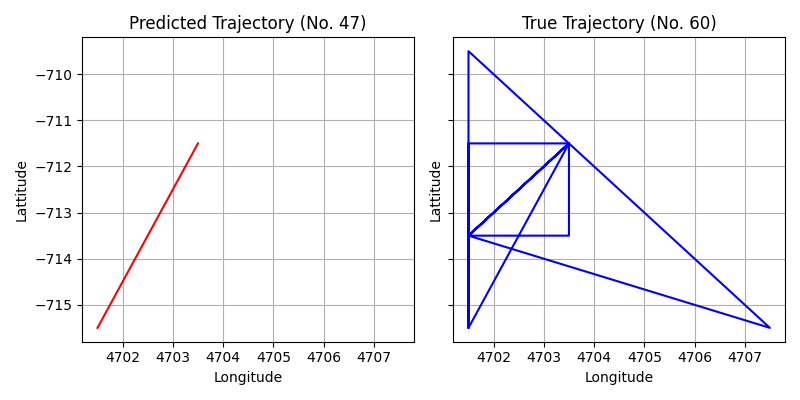 Predicted Trajectory (No. 47)
True Trajectory (No. 60)
Lattitude
−710
−711
−712
−713
−714
−715
4702 4703 4704 4705 4706 4707
Longitude
Lattitude
4702 4703 4704 4705 4706 4707
Longitude